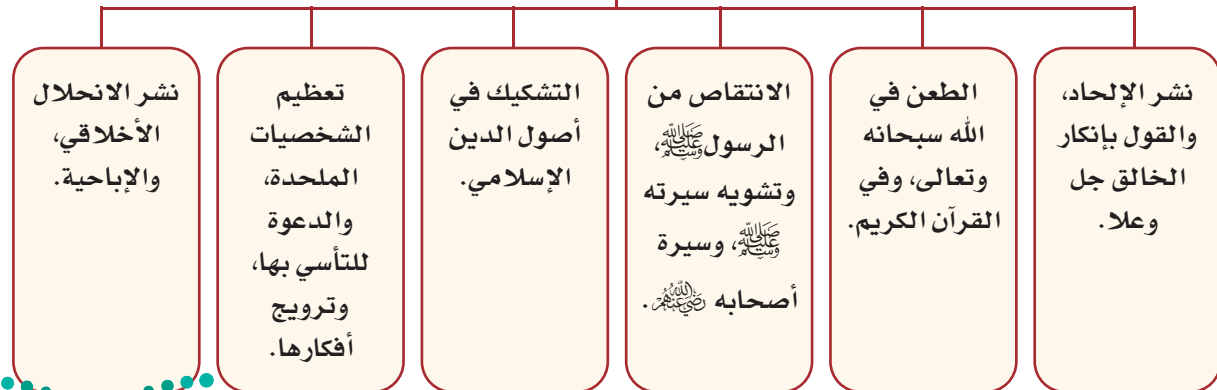 نشر الإلحاد،
والقول بإنكار
الخالق جل
وعلا.
الطعن في
الله سبحانه
وتعالى، وفي
القرآن الكريم.
الانتقاص من
الرسول ﷺ،
وتشويه سيرته
ﷺ، وسيرة
أصحابه رضي الله عنهم.
التشكيك في
أصول الدين
الإسلامي.
تعظيم
الشخصيات
الملحدة،
والدعوة
للتأسي بها،
وترويج
أفكارها.
نشر الانحلال
الأخلاقي،
والإباحية.